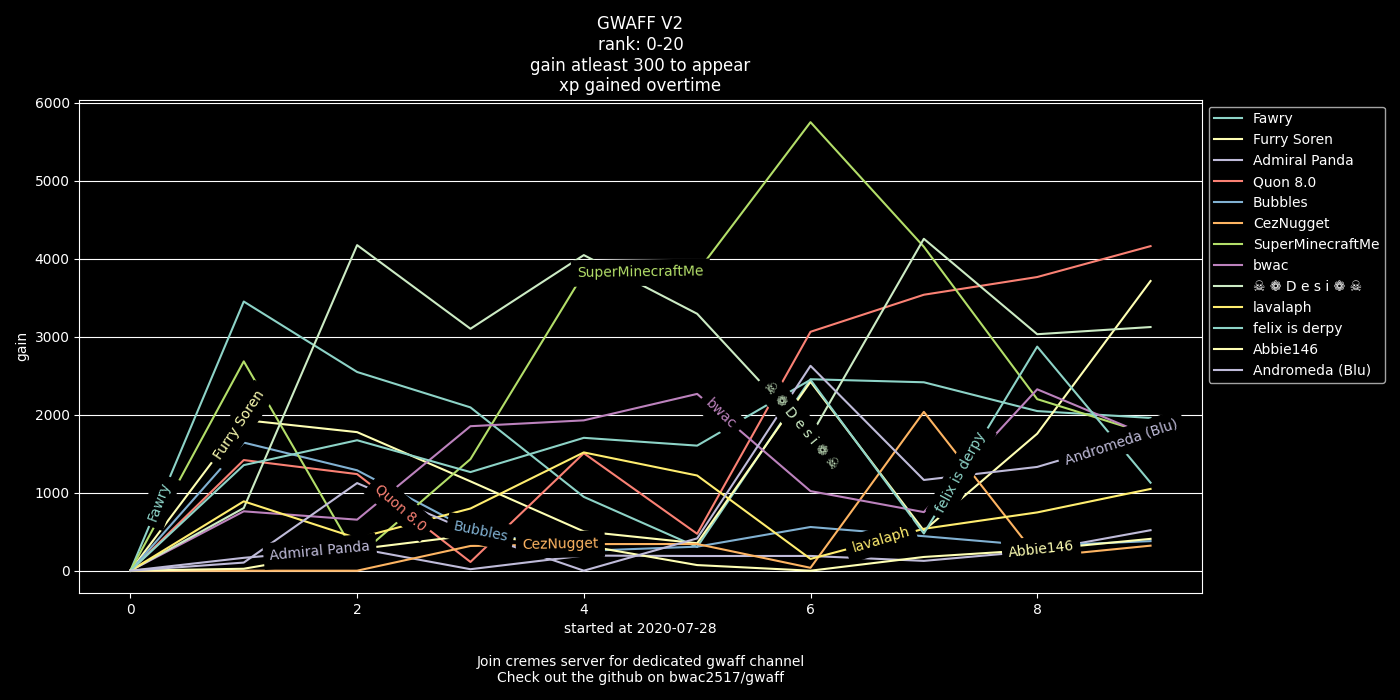 GWAFF V2
rank: 0-20
gain atleast 300 to appear
xp gained overtime
6000
5000
4000
3000
2000
1000
0
gain
0
2
4
6
8
started at 2020-07-28
Join cremes server for dedicated gwaff channel
Check out the github on bwac2517/gwaff
Fawry
Furry Soren
Admiral Panda
Quon 8.0
Bubbles
CezNugget
SuperMinecraftMe
bwac
☠ ❁ D e s i ❁ ☠
lavalaph
felix is derpy
Abbie146
Andromeda (Blu)
Fawry
Furry Soren
Admiral Panda
Quon 8.0
Bubbles
CezNugget
SuperMinecraftMe
bwac
☠ ❁ D e s i ❁ ☠
lavalaph
felix is derpy
Abbie146
Andromeda (Blu)